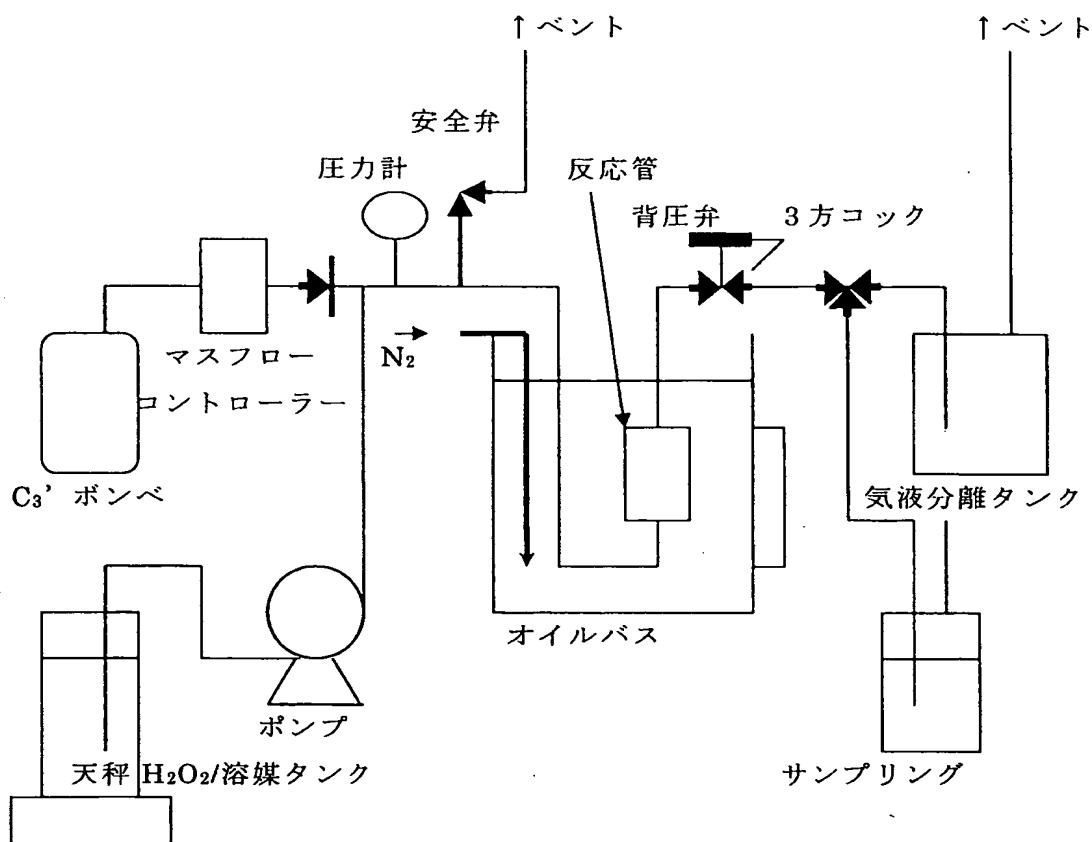 ↑ベント
↑ベント
安全弁
圧力計
反応管
背圧弁
3方コック
マスフロー
コントローラー
N₂
C₃’ボンベ
気液分離タンク
オイルバス
ポンプ
天秤 H₂O₂/溶媒タンク
サンプリング